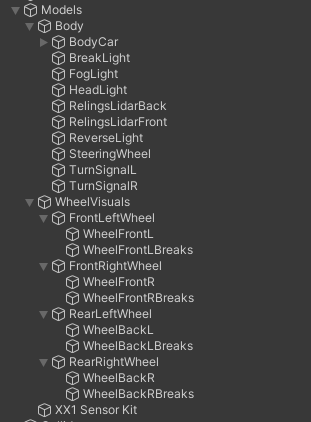 Models
Body
BodyCar
BreakLight
FogLight
HeadLight
RelingsLidarBack
RelingsLidarFront
ReverseLight
SteeringWheel
TurnSignalL
TurnSignalR
WheelVisuals
FrontLeftWheel
WheelFrontL
WheelFrontLBreaks
FrontRightWheel
WheelFrontR
WheelFrontRBreaks
RearLeftWheel
WheelBackL
WheelBackLBreaks
RearRightWheel
WheelBackR
WheelBackRBreaks
XX1 Sensor Kit